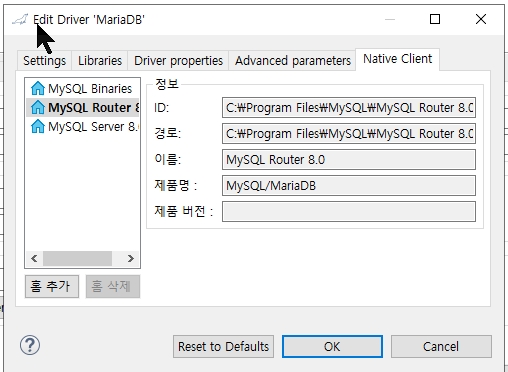 Edit Driver 'MariaDB'
Settings Libraries Driver properties Advanced parameters Native Client
MySQL Binaries
MySQL Router 8
MySQL Server 8.0
정보
ID: C:₩Program Files₩MySQL₩MySQL Router 8.0
경로: C:₩Program Files₩MySQL₩MySQL Router 8.0
이름: MySQL Router 8.0
제품명 : MySQL/MariaDB
제품 버전 :
홈 추가 홈 삭제
Reset to Defaults OK Cancel